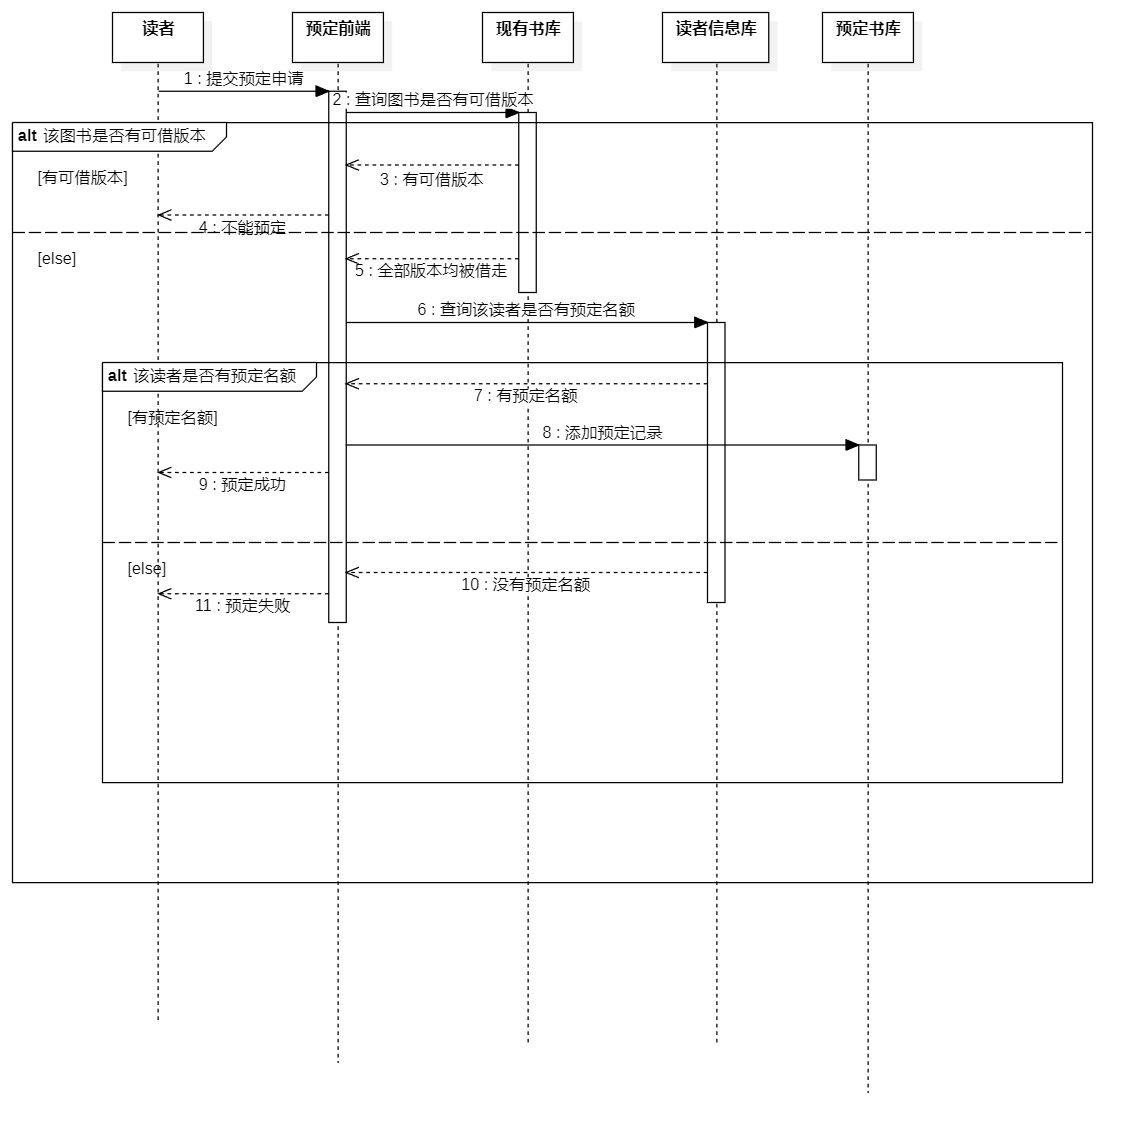 读者
预定前端
现有书库
读者信息库
预定书库
1 : 提交预定申请
2 : 查询图书是否有可借版本
alt 该图书是否有可借版本
[有可借版本]
3 : 有可借版本
4 : 不能预定
[else]
5 : 全部版本均被借走
6 : 查询该读者是否有预定名额
alt 该读者是否有预定名额
7 : 有预定名额
[有预定名额]
8 : 添加预定记录
9 : 预定成功
[else]
10 : 没有预定名额
11 : 预定失败